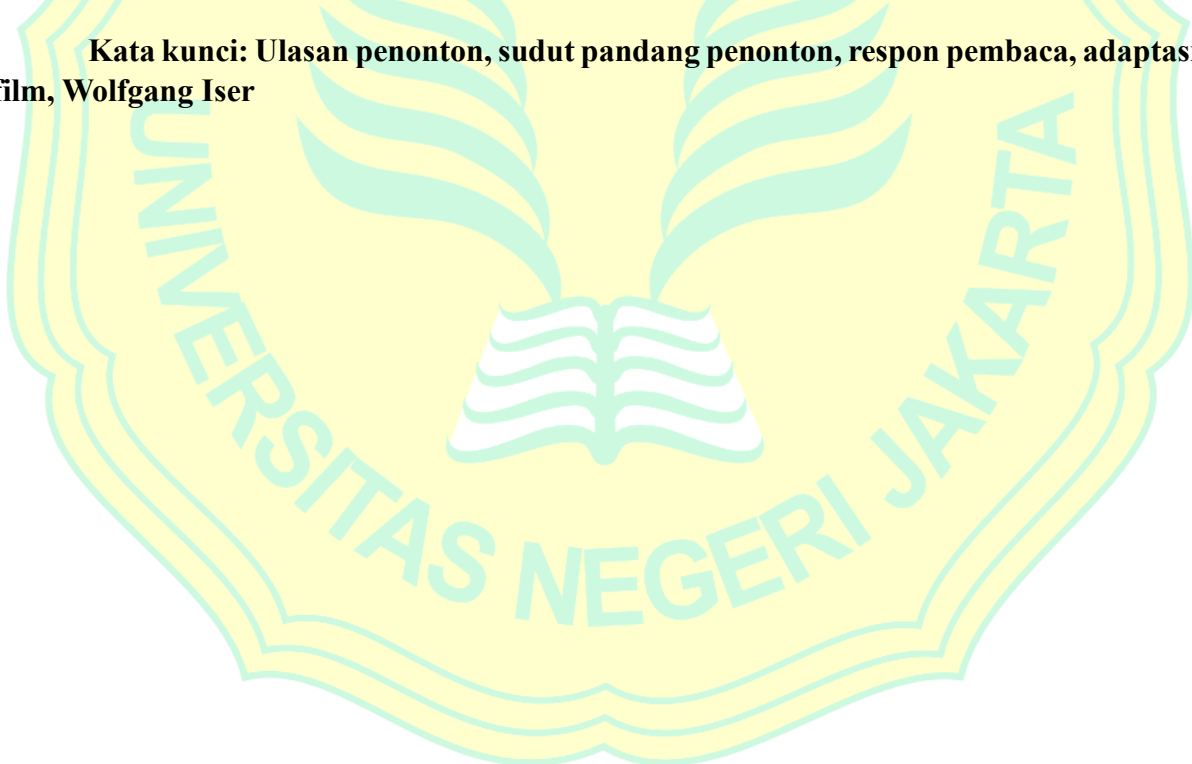 Kata kunci: Ulasan penonton, sudut pandang penonton, respon pembaca, adaptasi
film, Wolfgang Iser
UNIVERSITAS NEGERI JAKARTA